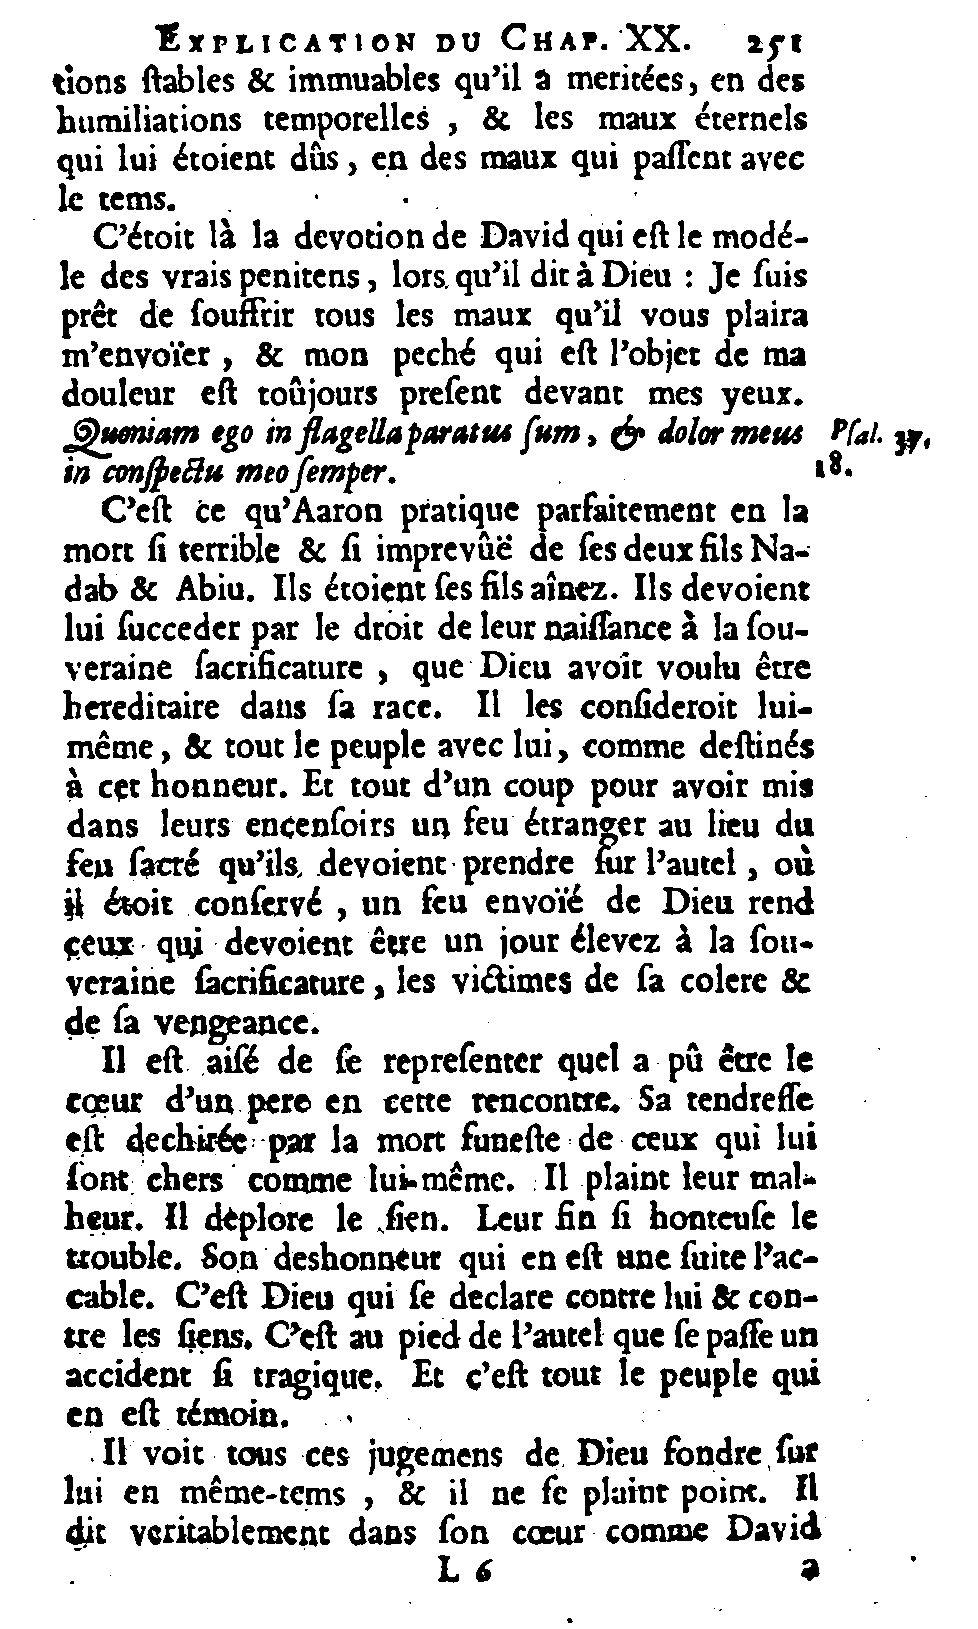 EXPLICATION DU CHAP. XX. 251
tions ſtables & immuables qu'il a meritées, en des
humiliations temporelles , & les maux éternels
qui lui étoient dûs, en des maux qui paſſent avec
le tems.
C'étoit là la devotion de David qui eſt le modé-
le des vrais penitens, lors qu'il dit à Dieu : Je ſuis
prêt de ſouffrir tous les maux qu'il vous plaira
m'envoïer , & mon peché qui eſt l'objet de ma
douleur eſt toûjours preſent devant mes yeux.
Quoniam ego in flagella paratus ſum, & dolor meus Pſal. 37.
in conſpectu meo ſemper. 18.
C'eſt ce qu'Aaron pratique parfaitement en la
mort ſi terrible & ſi imprevûë de ſes deux fils Na-
dab & Abiu. Ils étoient ſes fils aînez. Ils devoient
lui ſucceder par le droit de leur naiſſance à la ſou-
veraine ſacrificature , que Dieu avoit voulu être
hereditaire dans ſa race. Il les conſideroit lui-
même, & tout le peuple avec lui, comme deſtinés
à cet honneur. Et tout d'un coup pour avoir mis
dans leurs encenſoirs un feu étranger au lieu du
feu ſacré qu'ils devoient prendre ſur l'autel , où
il étoit conſervé , un feu envoïé de Dieu rend
ceux qui devoient être un jour élevez à la ſou-
veraine ſacrificature, les victimes de ſa colere &
de ſa vengeance.
Il eſt aiſé de ſe repreſenter quel a pû être le
cœur d'un pere en cette rencontre. Sa tendreſſe
eſt dechirée par la mort funeſte de ceux qui lui
ſont chers comme lui-même. Il plaint leur mal-
heur. Il déplore le ſien. Leur fin ſi honteuſe le
trouble. Son deshonneur qui en eſt une ſuite l'ac-
cable. C'eſt Dieu qui ſe declare contre lui & con-
tre les ſiens. C'eſt au pied de l'autel que ſe paſſe un
accident ſi tragique. Et c'eſt tout le peuple qui
en eſt témoin.
Il voit tous ces jugemens de Dieu fondre ſur
lui en même-tems , & il ne ſe plaint point. Il
dit veritablement dans ſon cœur comme David
L 6 a